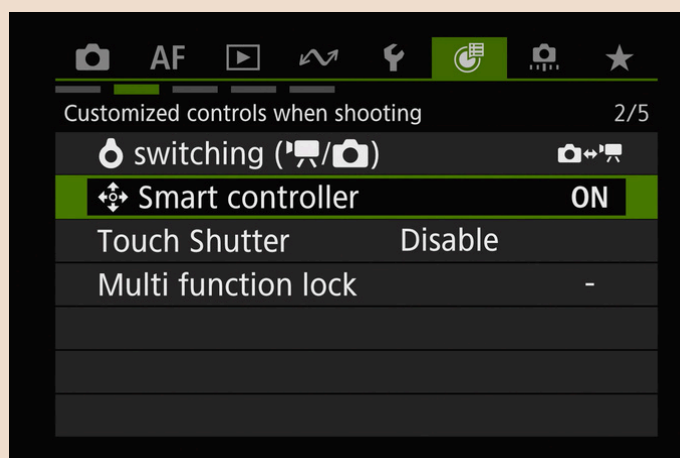 AF
Customized controls when shooting 2/5
switching ( / )
Smart controller ON
Touch Shutter Disable
Multi function lock -